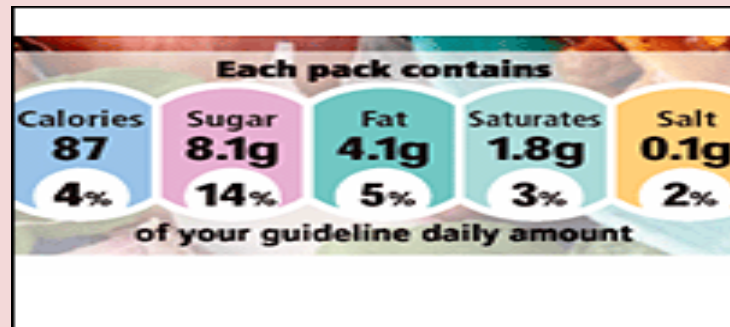 Each pack contains
Calories Sugar Fat Saturates Salt
87 8.1g 4.1g 1.8g 0.1g
4% 14% 5% 3% 2%
of your guideline daily amount